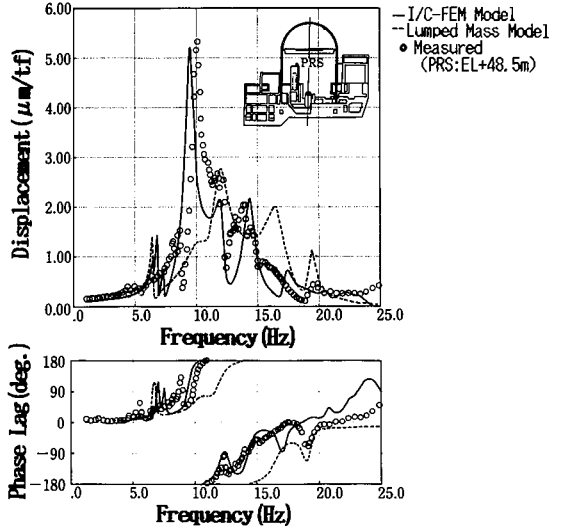 I/C-FEM Model
Lumped Mass Model
Measured
(PRS:EL+48.5m)
PRS
Displacement(μm/tf)
6.00
5.00
4.00
3.00
2.00
1.00
0.00
.0 5.0 10.0 15.0 20.0 25.0
Frequency(Hz)
Phase Lag(deg.)
180
90
0
-90
-180
.0 5.0 10.0 15.0 20.0 25.0
Frequency(Hz)